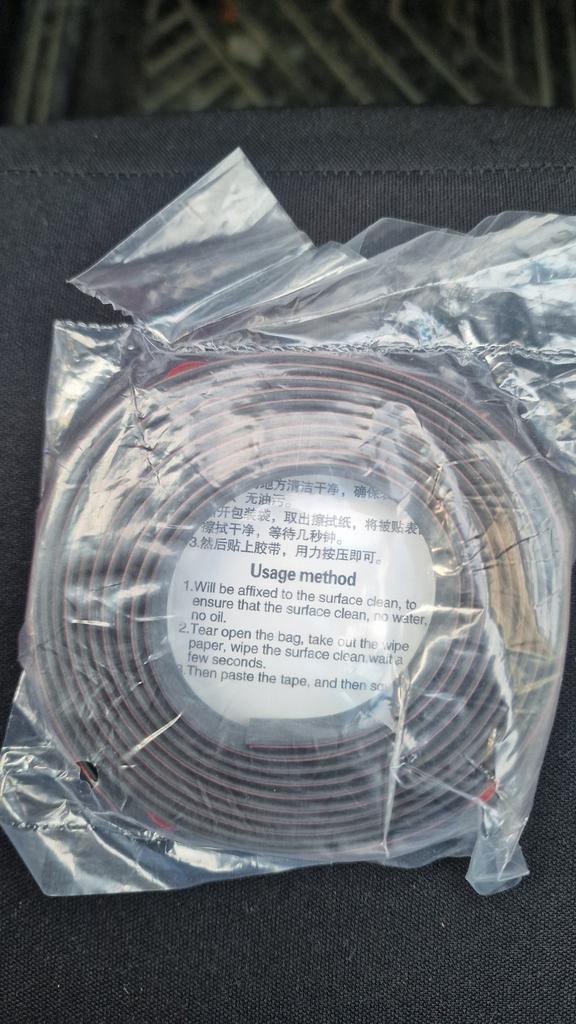 地方清洁干净，确保
无油污。
开包装袋，取出擦拭纸，将被贴表
擦拭干净，等待几秒钟。
3.然后贴上胶带，用力按压即可。
Usage method
1.Will be affixed to the surface clean, to
ensure that the surface clean, no water,
no oil.
2.Tear open the bag, take out the wipe
paper, wipe the surface clean,wait a
few seconds.
3.Then paste the tape, and then